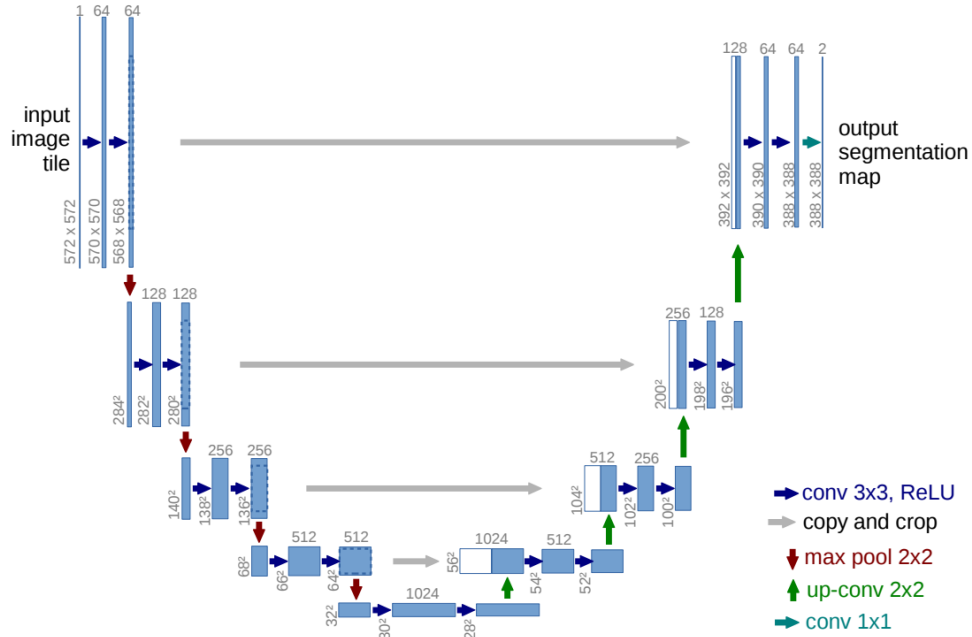 1 64 64
128 64 64 2
input
image
tile
output
segmentation
map
572 x 572
570 x 570
568 x 568
392 x 392
390 x 390
388 x 388
388 x 388
128 128
256 128
284²
282²
280²
200²
198²
196²
256 256
512 256
140²
138²
136²
104²
102²
100²
512 512
1024 512
68²
66²
64²
56²
54²
52²
1024
32²
30²
28²
conv 3x3, ReLU
copy and crop
max pool 2x2
up-conv 2x2
conv 1x1